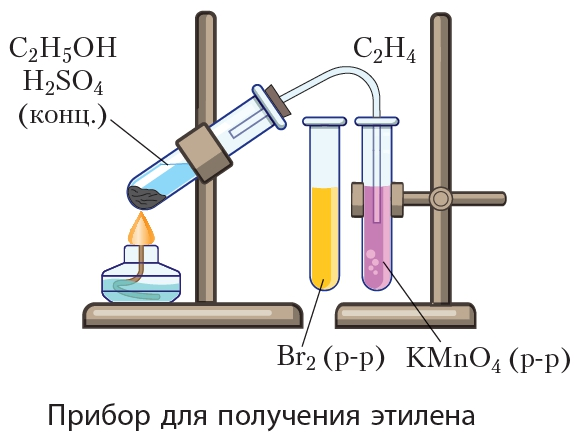 C₂H₅OH
H₂SO₄
(конц.)
C₂H₄
Br₂ (р-р)
KMnO₄ (р-р)
Прибор для получения этилена